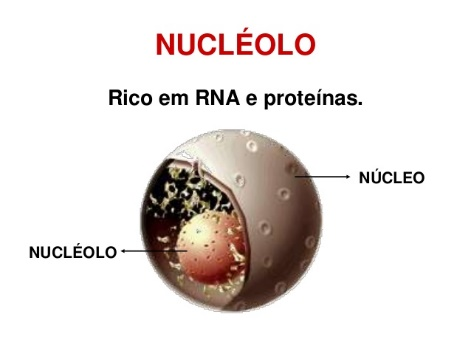 NUCLÉOLO
Rico em RNA e proteínas.
NÚCLEO
NUCLÉOLO